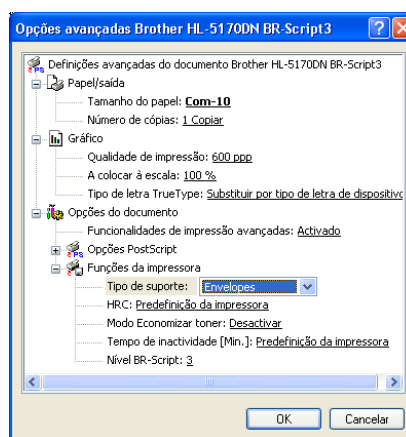 Opções avançadas Brother HL-5170DN BR-Script3
Definições avançadas do documento Brother HL-5170DN BR-Script3
Papel/saída
Tamanho do papel: Com-10
Número de cópias: 1 Copiar
Gráfico
Qualidade de impressão: 600 ppp
A colocar à escala: 100 %
Tipo de letra TrueType: Substituir por tipo de letra de dispositivo
Opções do documento
Funcionalidades de impressão avançadas: Activado
Opções PostScript
Funções da impressora
Tipo de suporte: Envelopes
HRC: Predefinição da impressora
Modo Economizar toner: Desactivar
Tempo de inactividade [Min.]: Predefinição da impressora
Nível BR-Script: 3
OK Cancelar